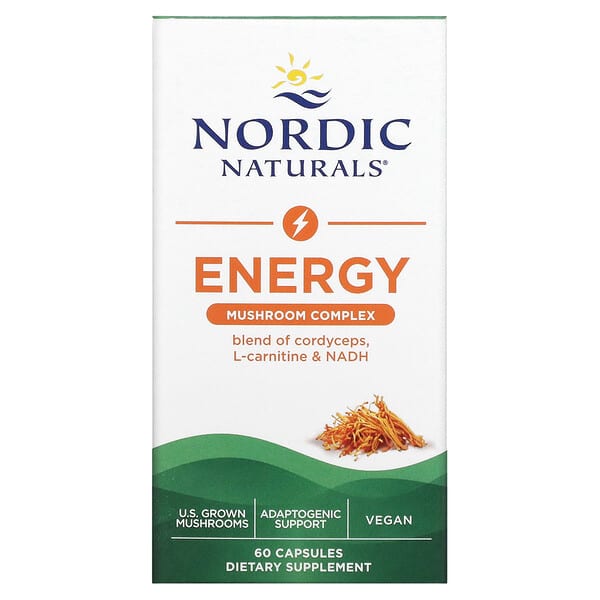 NORDIC
NATURALS®
ENERGY
MUSHROOM COMPLEX
blend of cordyceps,
L-carnitine & NADH
U.S. GROWN
MUSHROOMS
ADAPTOGENIC
SUPPORT
VEGAN
60 CAPSULES
DIETARY SUPPLEMENT